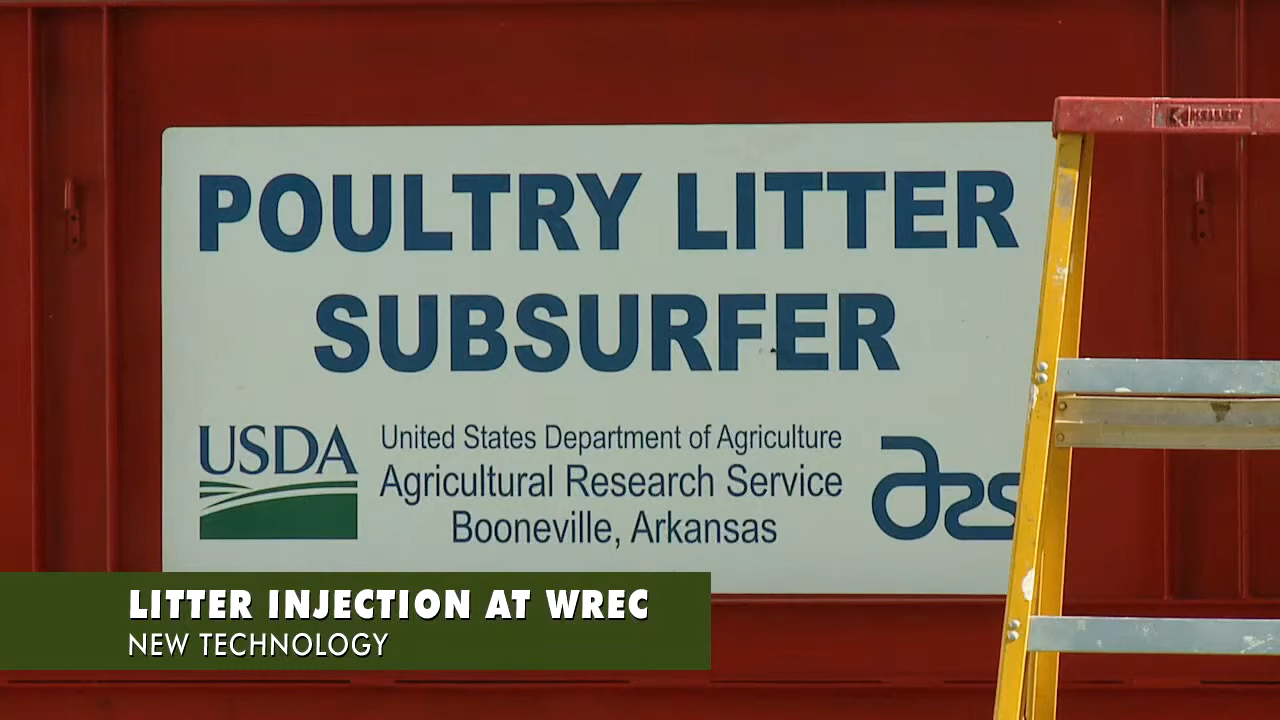 POULTRY LITTER
SUBSURFER
USDA
United States Department of Agriculture
Agricultural Research Service
Booneville, Arkansas
ars
KELLER
LITTER INJECTION AT WREC
NEW TECHNOLOGY